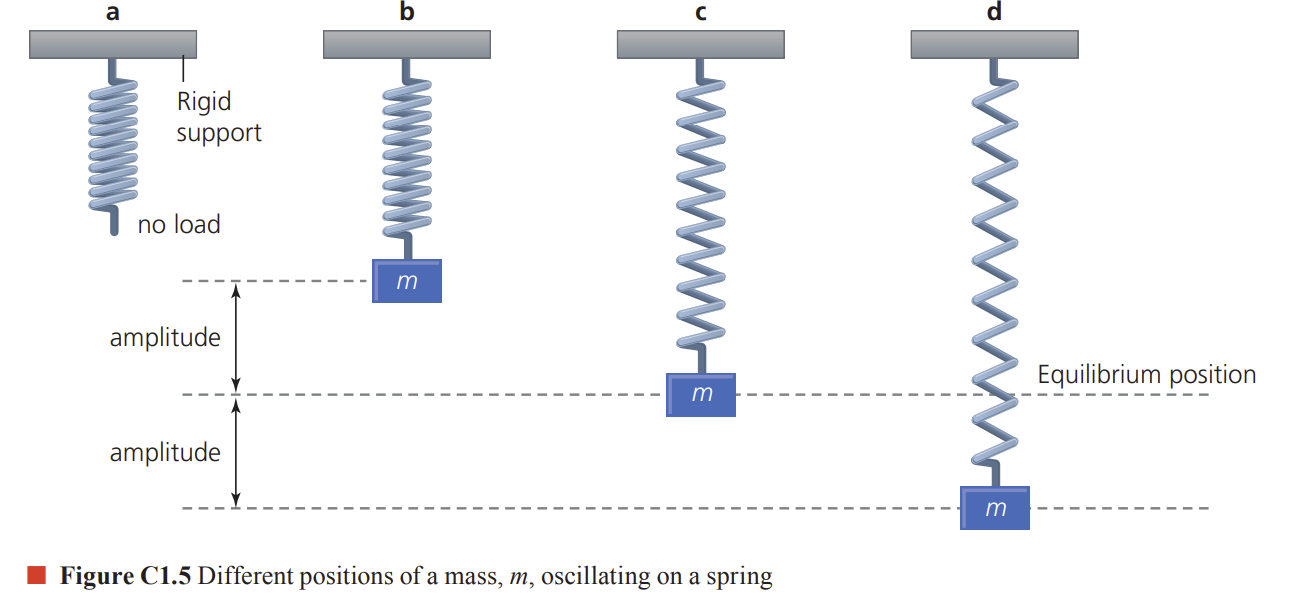 a
b
c
d
Rigid
support
no load
m
amplitude
Equilibrium position
m
amplitude
m
Figure C1.5 Different positions of a mass, m, oscillating on a spring